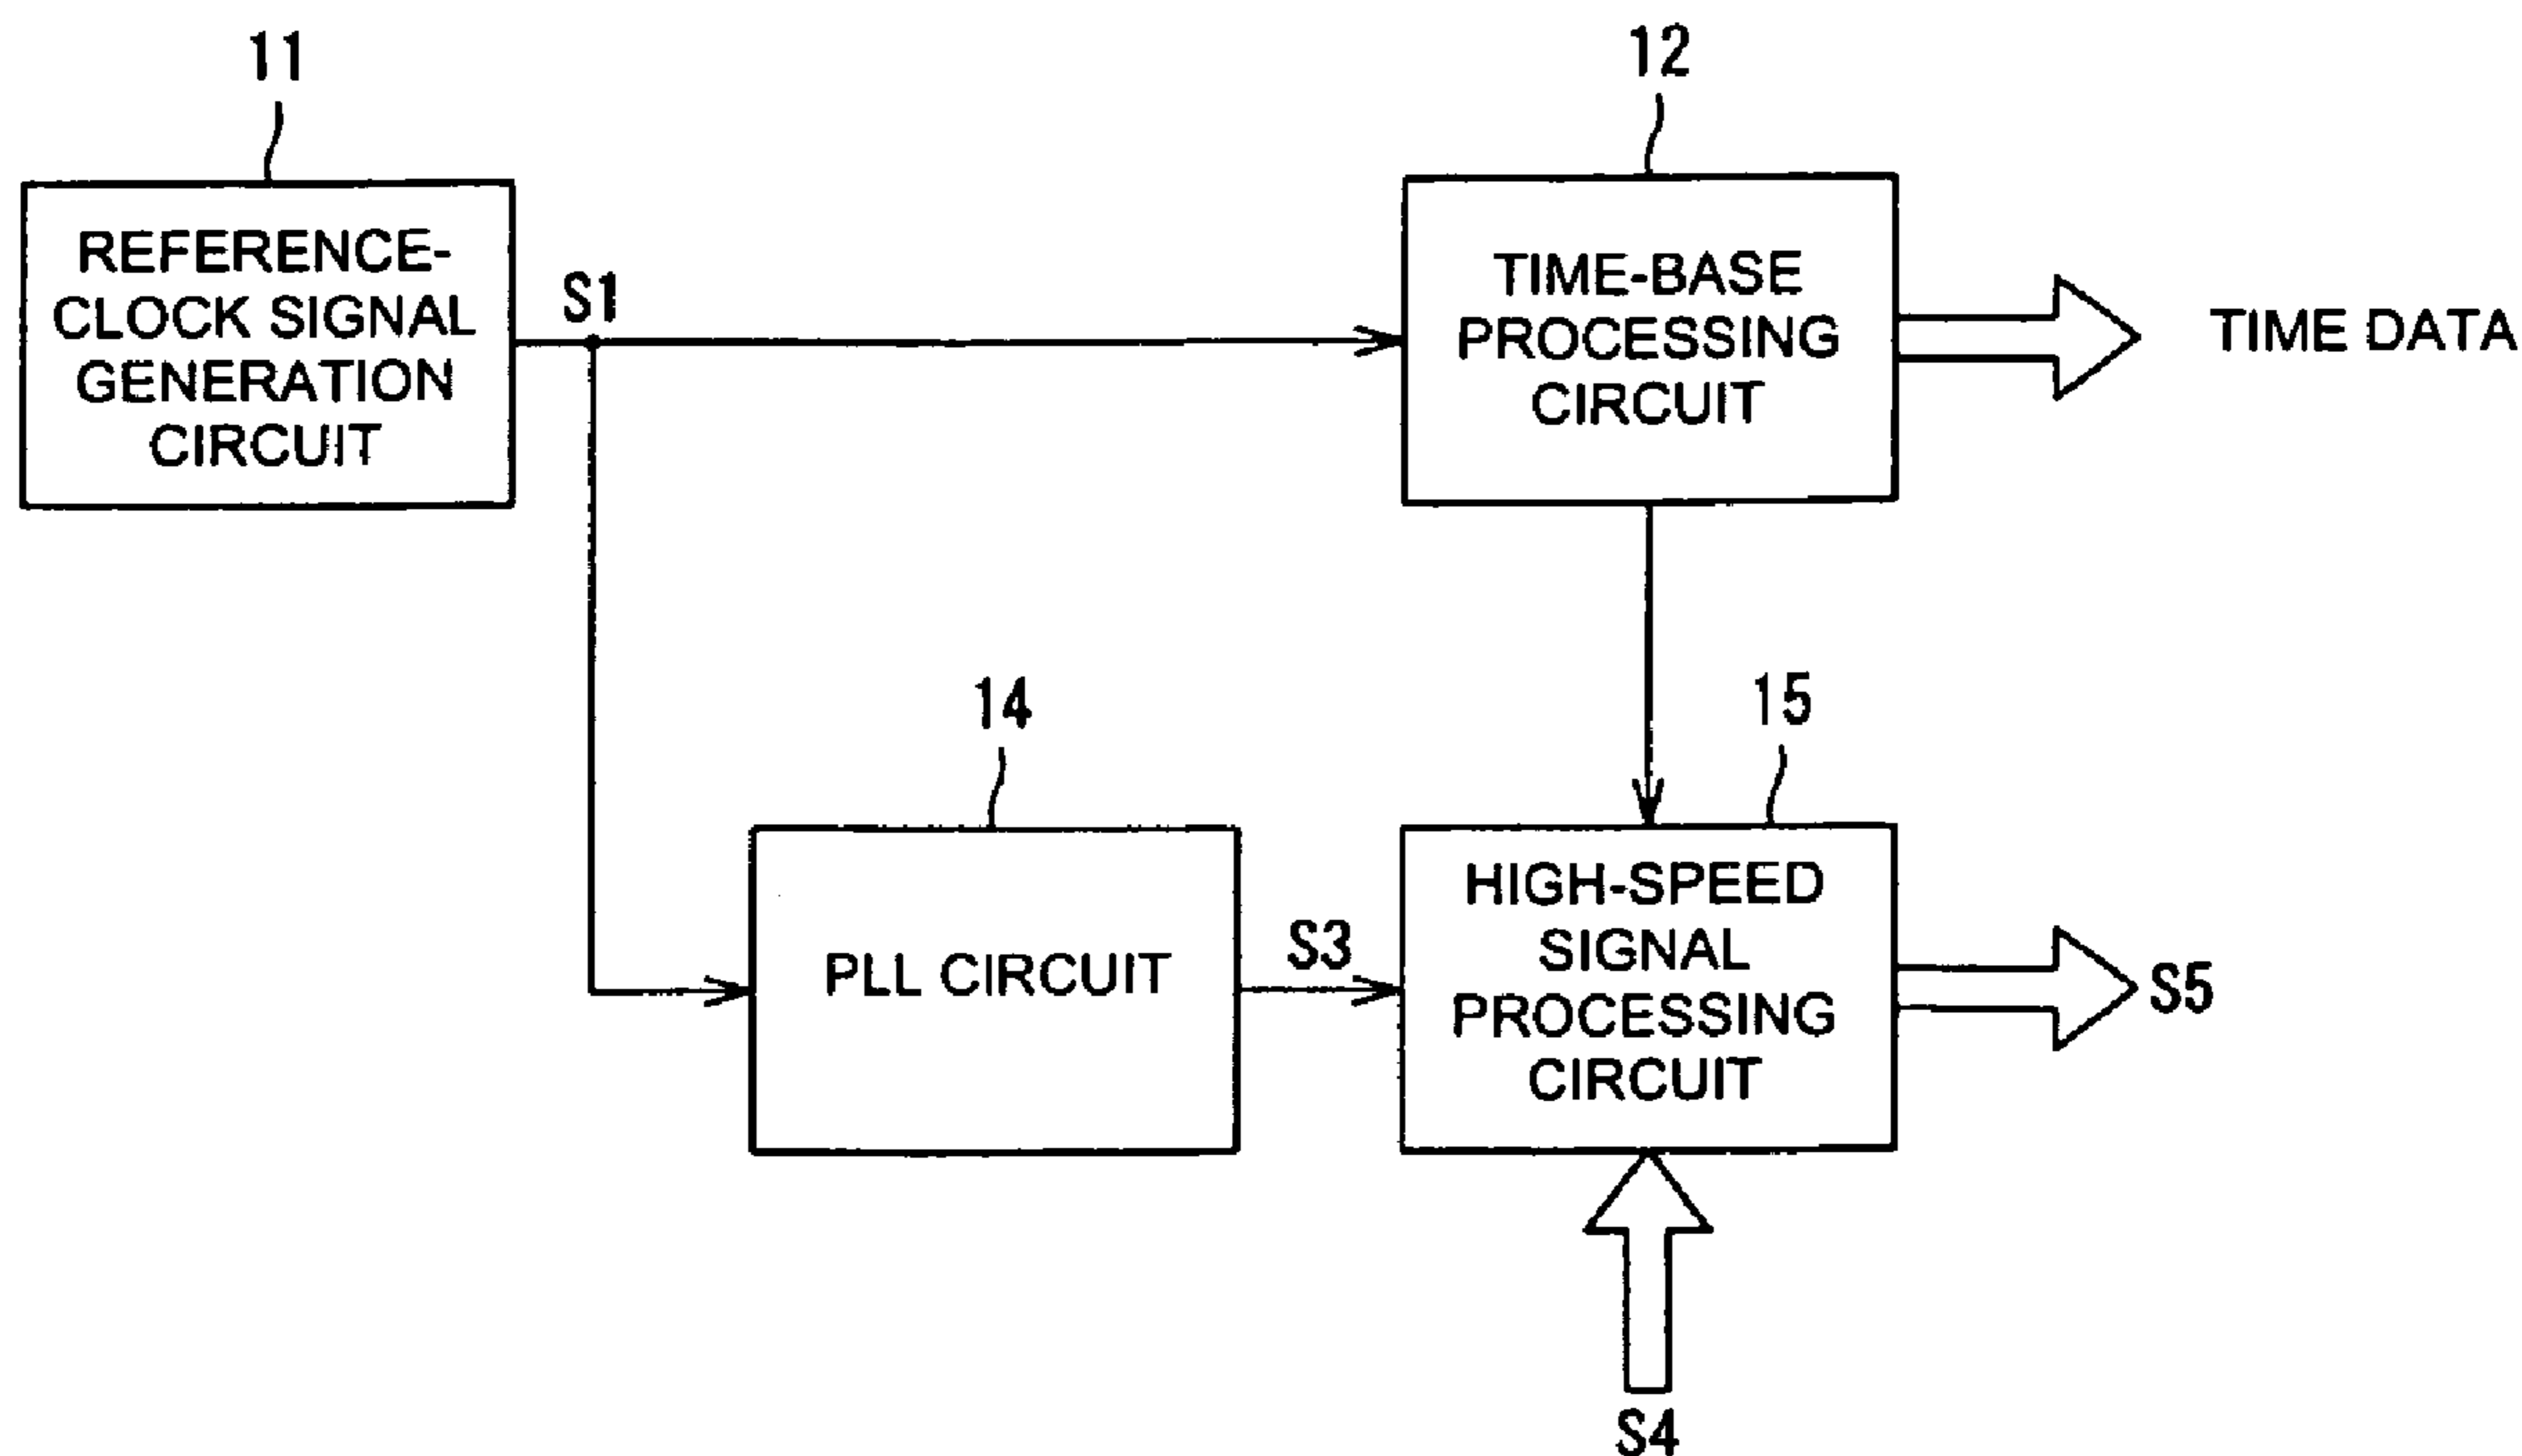 11
12
REFERENCE-
CLOCK SIGNAL
GENERATION
CIRCUIT
S1
TIME-BASE
PROCESSING
CIRCUIT
TIME DATA
14
15
PLL CIRCUIT
S3
HIGH-SPEED
SIGNAL
PROCESSING
CIRCUIT
S5
S4